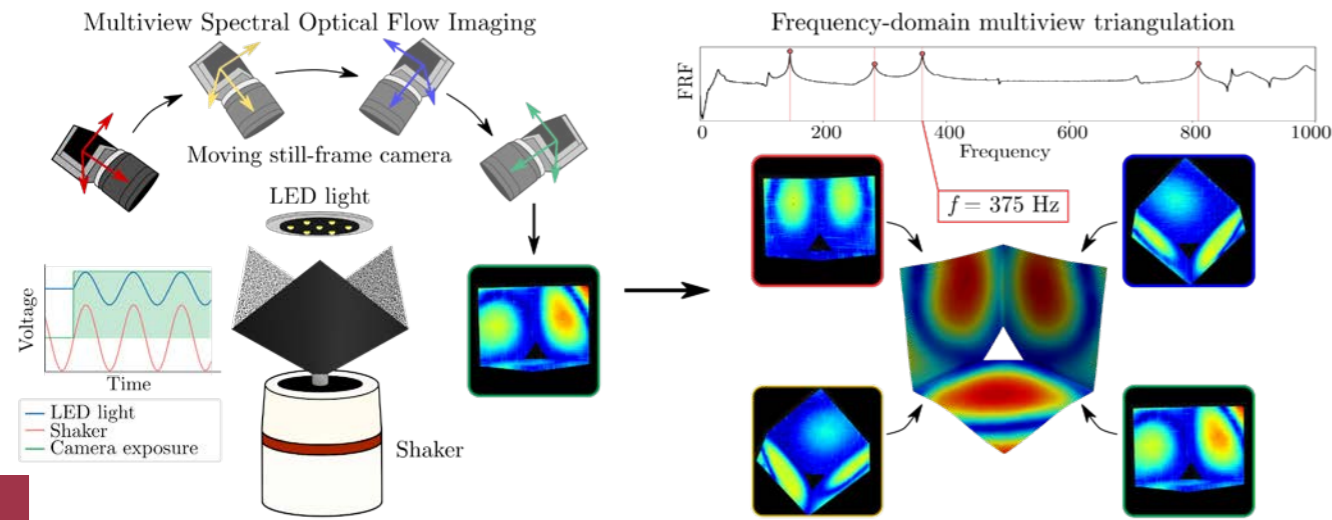 Multiview Spectral Optical Flow Imaging
Moving still-frame camera
LED light
Voltage
Time
LED light
Shaker
Camera exposure
Shaker
Frequency-domain multiview triangulation
FRF
0 200 400 600 800 1000
Frequency
f = 375 Hz